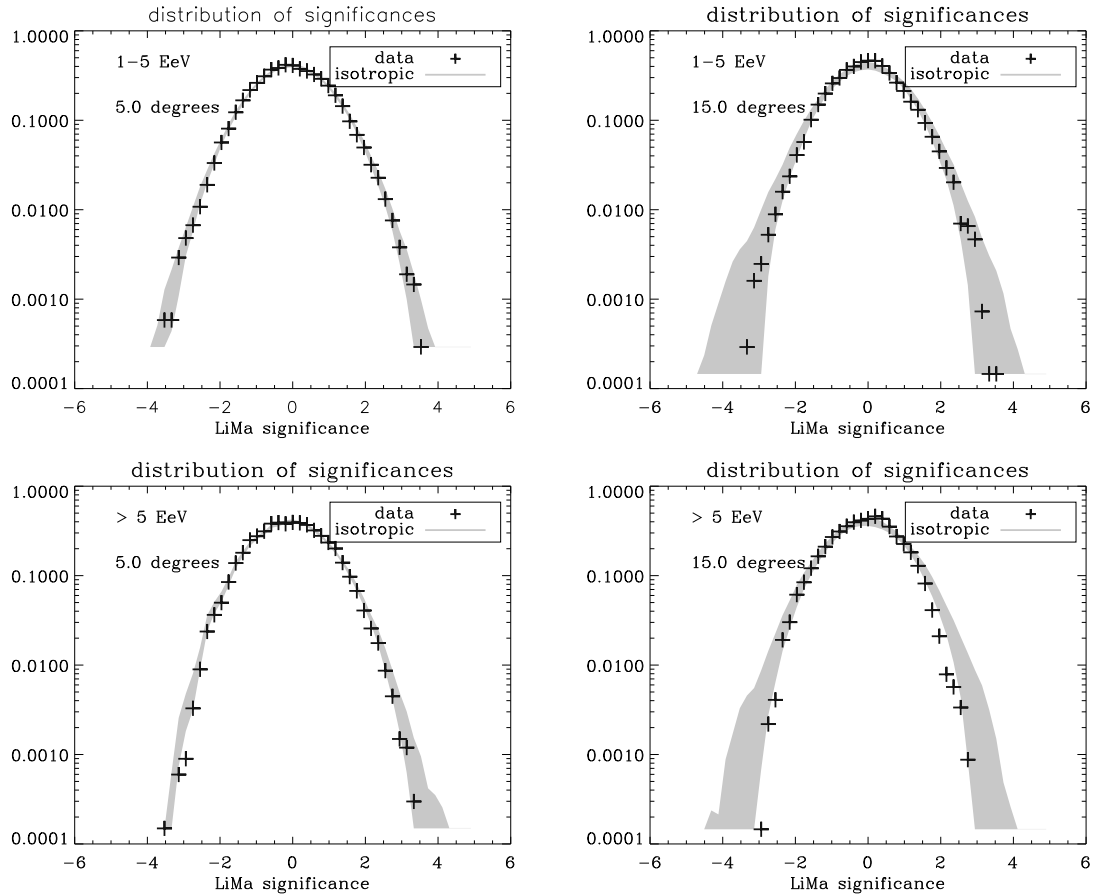 distribution of significances
1.0000
0.1000
0.0100
0.0010
0.0001
1-5 EeV
5.0 degrees
data
isotropic
-6 -4 -2 0 2 4 6
LiMa significance
distribution of significances
1.0000
0.1000
0.0100
0.0010
0.0001
1-5 EeV
15.0 degrees
data
isotropic
-6 -4 -2 0 2 4 6
LiMa significance
distribution of significances
1.0000
0.1000
0.0100
0.0010
0.0001
> 5 EeV
5.0 degrees
data
isotropic
-6 -4 -2 0 2 4 6
LiMa significance
distribution of significances
1.0000
0.1000
0.0100
0.0010
0.0001
> 5 EeV
15.0 degrees
data
isotropic
-6 -4 -2 0 2 4 6
LiMa significance